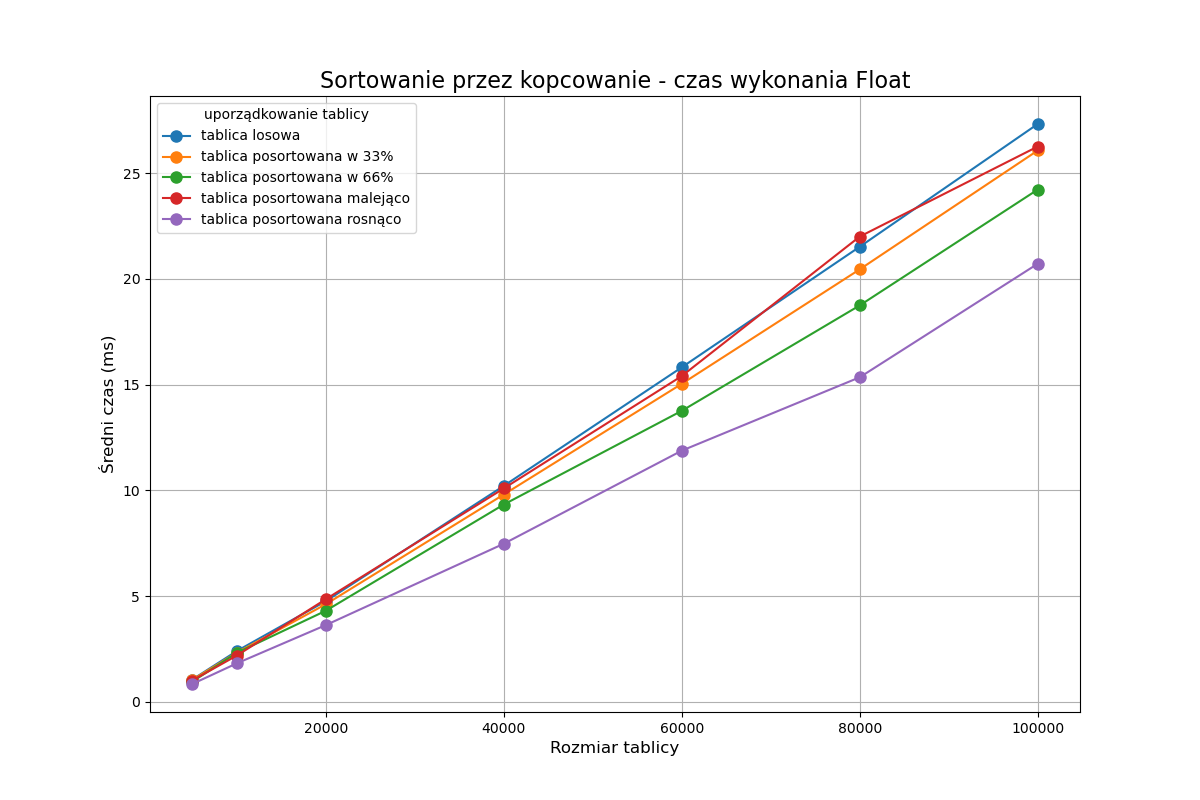 Sortowanie przez kopcowanie - czas wykonania Float
uporządkowanie tablicy
tablica losowa
tablica posortowana w 33%
tablica posortowana w 66%
tablica posortowana malejąco
tablica posortowana rosnąco
Średni czas (ms)
25
20
15
10
5
0
20000 40000 60000 80000 100000
Rozmiar tablicy